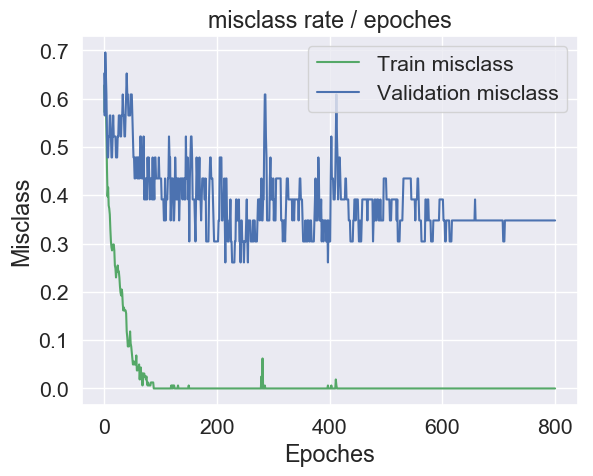 misclass rate / epoches
Train misclass
Validation misclass
Misclass
0.7
0.6
0.5
0.4
0.3
0.2
0.1
0.0
0 200 400 600 800
Epoches